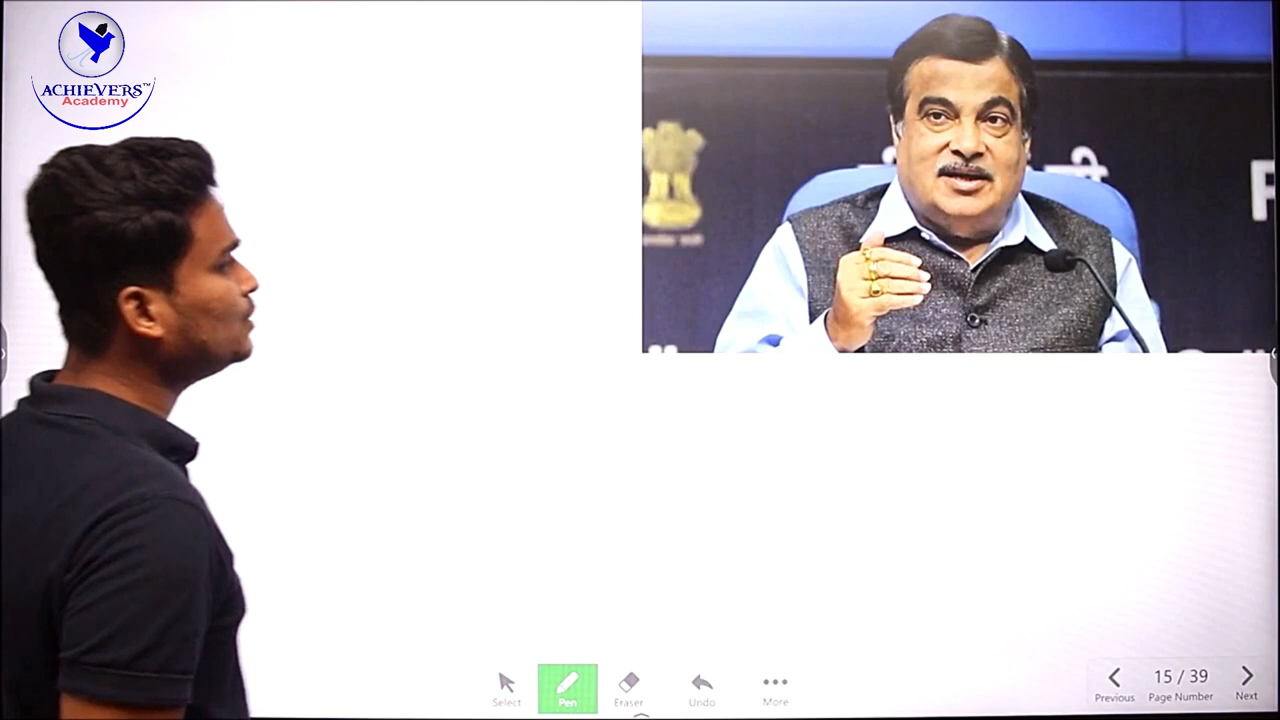 ACHIEVERS™
Academy
Select
Pen
Eraser
Undo
More
Previous
15 / 39
Page Number
Next